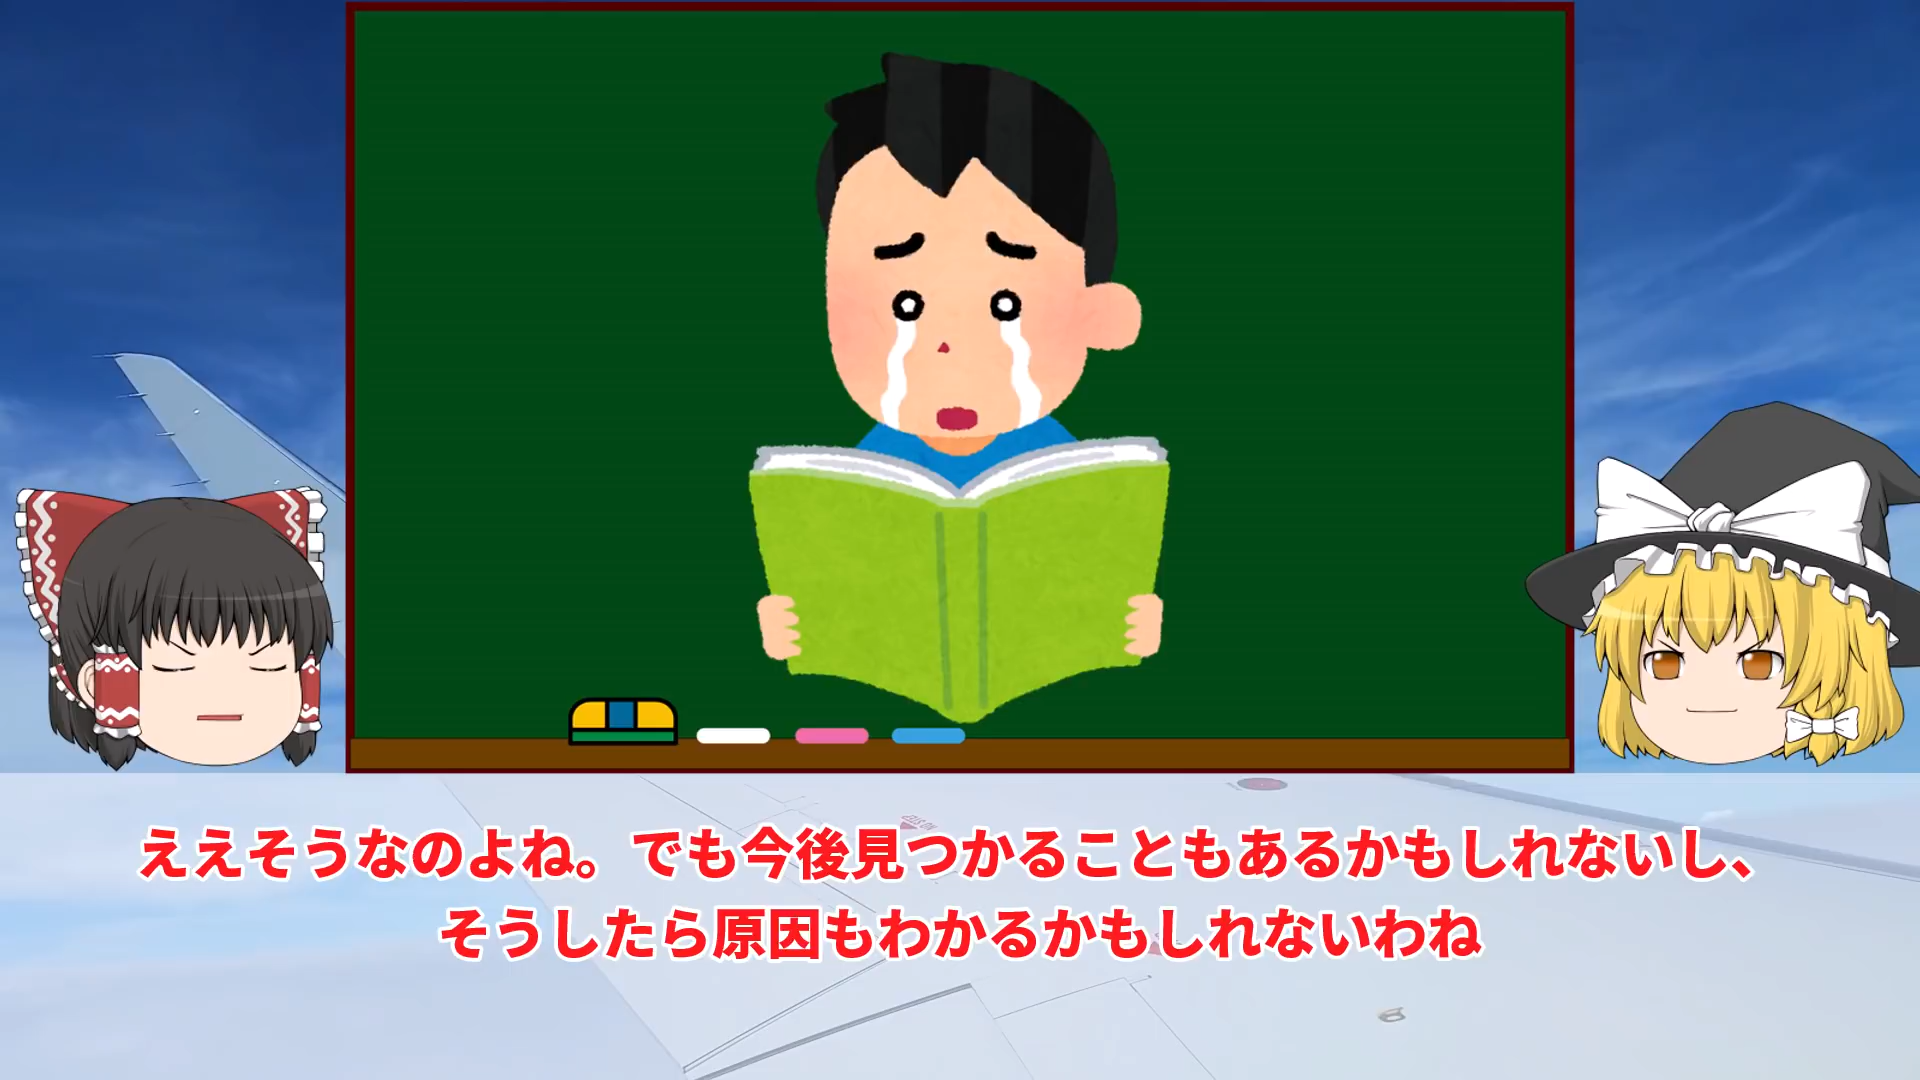 ええそうなのよね。でも今後見つかることもあるかもしれないし、
そうしたら原因もわかるかもしれないわね